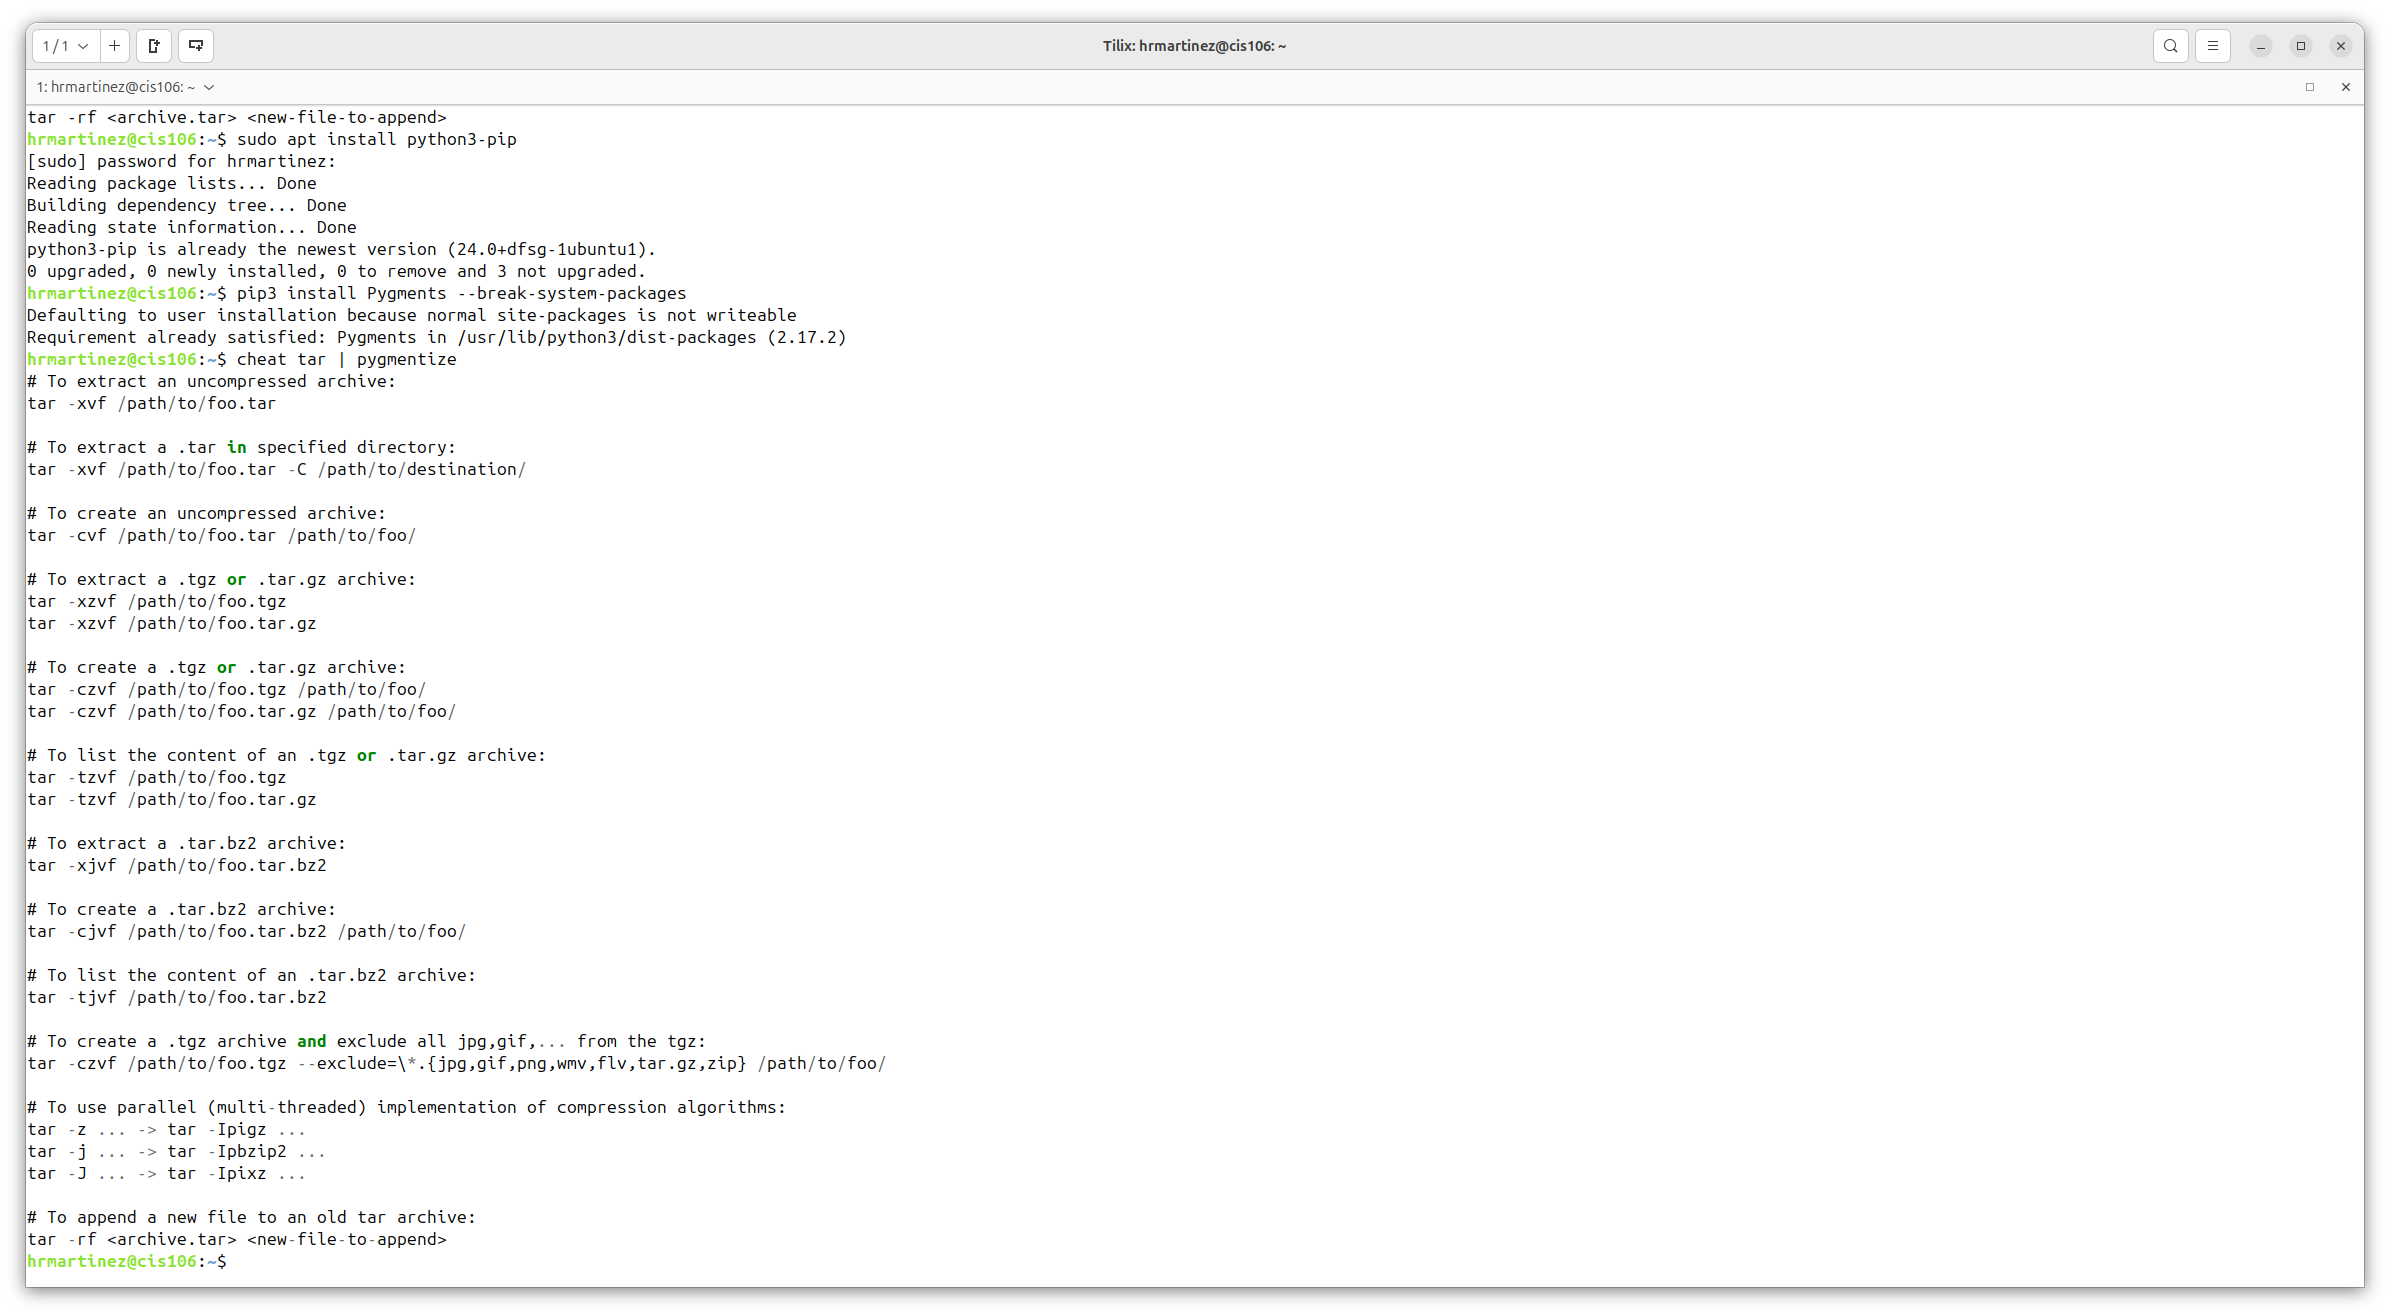 1 / 1
Tilix: hrmartinez@cis106: ~
1: hrmartinez@cis106: ~
tar -rf <archive.tar> <new-file-to-append>
hrmartinez@cis106:~$ sudo apt install python3-pip
[sudo] password for hrmartinez:
Reading package lists... Done
Building dependency tree... Done
Reading state information... Done
python3-pip is already the newest version (24.0+dfsg-1ubuntu1).
0 upgraded, 0 newly installed, 0 to remove and 3 not upgraded.
hrmartinez@cis106:~$ pip3 install Pygments --break-system-packages
Defaulting to user installation because normal site-packages is not writeable
Requirement already satisfied: Pygments in /usr/lib/python3/dist-packages (2.17.2)
hrmartinez@cis106:~$ cheat tar | pygmentize
# To extract an uncompressed archive:
tar -xvf /path/to/foo.tar

# To extract a .tar in specified directory:
tar -xvf /path/to/foo.tar -C /path/to/destination/

# To create an uncompressed archive:
tar -cvf /path/to/foo.tar /path/to/foo/

# To extract a .tgz or .tar.gz archive:
tar -xzvf /path/to/foo.tgz
tar -xzvf /path/to/foo.tar.gz

# To create a .tgz or .tar.gz archive:
tar -czvf /path/to/foo.tgz /path/to/foo/
tar -czvf /path/to/foo.tar.gz /path/to/foo/

# To list the content of an .tgz or .tar.gz archive:
tar -tzvf /path/to/foo.tgz
tar -tzvf /path/to/foo.tar.gz

# To extract a .tar.bz2 archive:
tar -xjvf /path/to/foo.tar.bz2

# To create a .tar.bz2 archive:
tar -cjvf /path/to/foo.tar.bz2 /path/to/foo/

# To list the content of an .tar.bz2 archive:
tar -tjvf /path/to/foo.tar.bz2

# To create a .tgz archive and exclude all jpg,gif,... from the tgz:
tar -czvf /path/to/foo.tgz --exclude=\*.{jpg,gif,png,wmv,flv,tar.gz,zip} /path/to/foo/

# To use parallel (multi-threaded) implementation of compression algorithms:
tar -z ... -> tar -Ipigz ...
tar -j ... -> tar -Ipbzip2 ...
tar -J ... -> tar -Ipixz ...

# To append a new file to an old tar archive:
tar -rf <archive.tar> <new-file-to-append>
hrmartinez@cis106:~$